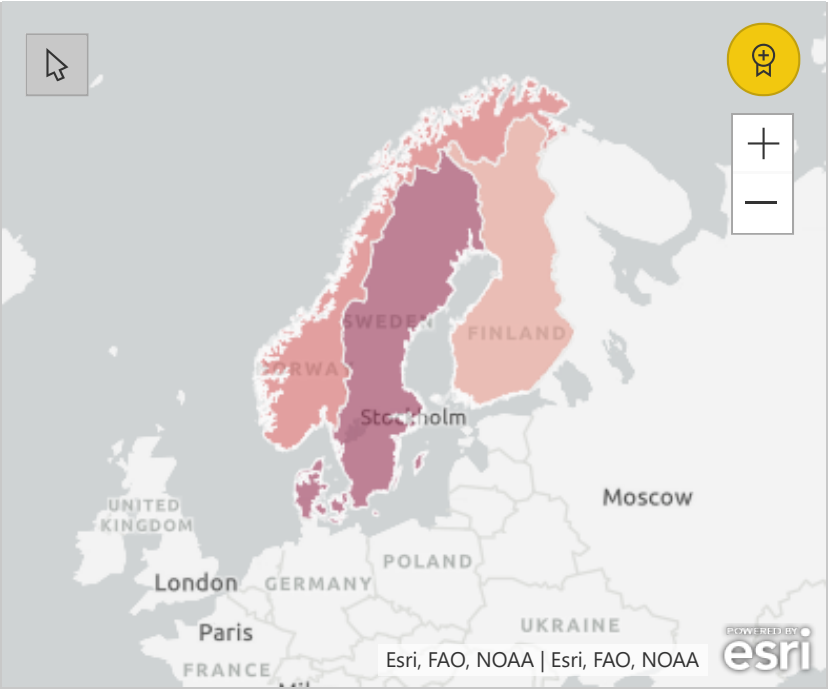 SWEDEN
FINLAND
Stockholm
Moscow
UNITED
KINGDOM
POLAND
London
GERMANY
UKRAINE
Paris
POWERED BY
esri
FRANCE
Esri, FAO, NOAA | Esri, FAO, NOAA